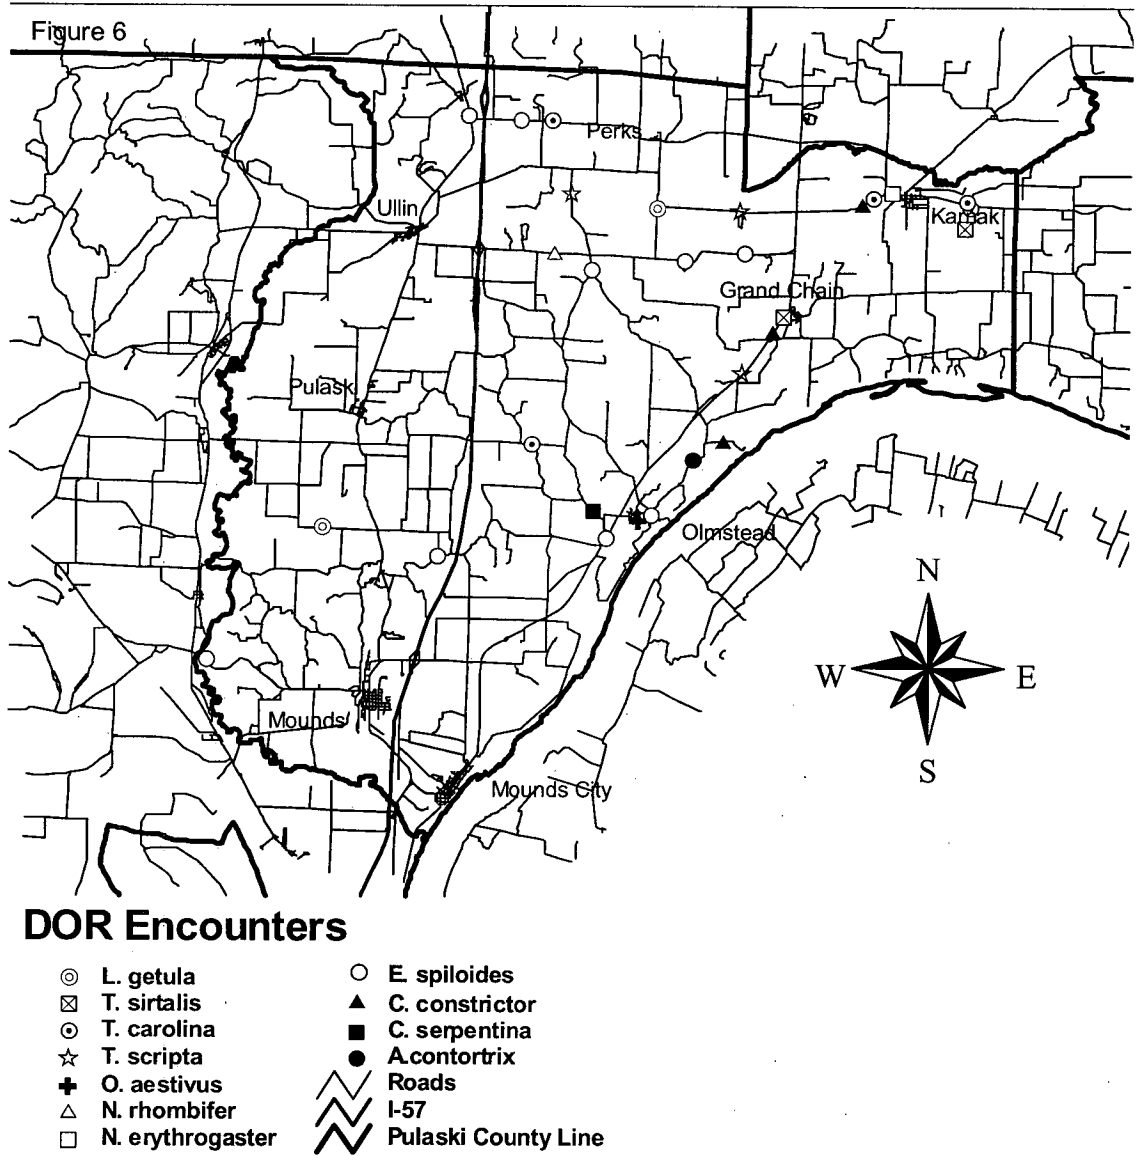 Figure 6
Perks
Ullin
Karnak
Grand Chain
Pulask
Olmstead
N
W
E
S
Mounds
Mounds City
DOR Encounters
L. getula
T. sirtalis
T. carolina
T. scripta
O. aestivus
N. rhombifer
N. erythrogaster
E. spiloides
C. constrictor
C. serpentina
A.contortrix
Roads
I-57
Pulaski County Line